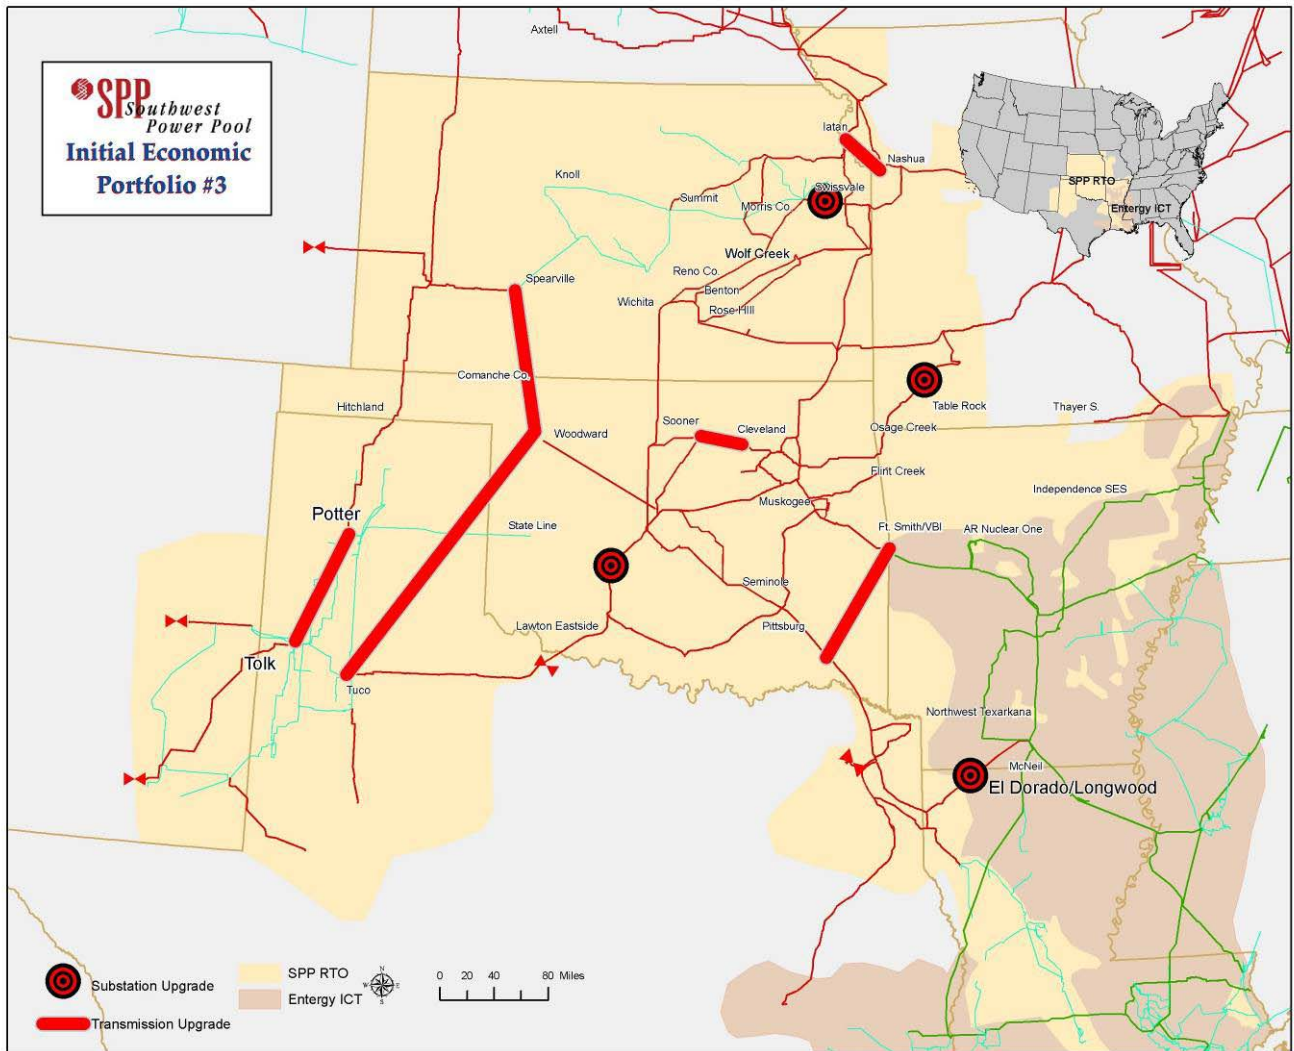 Axtell
SPP
Southwest
Power Pool
Initial Economic
Portfolio #3
Iatan
Nashua
Knoll
Summit
Swissvale
Morris Co.
SPP RTO
Entergy ICT
Wolf Creek
Reno Co.
Spearville
Benton
Wichita
Rose Hill
Comanche Co.
Hitchland
Table Rock
Thayer S.
Sooner
Cleveland
Osage Creek
Woodward
Flint Creek
Independence SES
Muskogee
Potter
State Line
Ft. Smith/VBI
AR Nuclear One
Seminole
Lawton Eastside
Pittsburg
Tolk
Tuco
Northwest Texarkana
McNeil
El Dorado/Longwood
Substation Upgrade
Transmission Upgrade
SPP RTO
Entergy ICT
N
W E
S
0 20 40 80 Miles